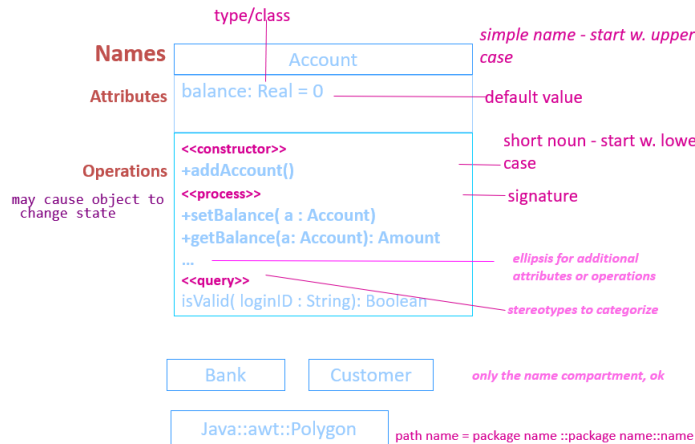 type/class
Names
Account
simple name - start w. upper
case
Attributes
balance: Real = 0
default value
Operations
may cause object to
change state
<<constructor>>
+addAccount()
<<process>>
+setBalance( a : Account)
+getBalance(a: Account): Amount
...
<<query>>
isValid( loginID : String): Boolean
short noun - start w. lowe
case
signature
ellipsis for additional
attributes or operations
stereotypes to categorize
Bank
Customer
only the name compartment, ok
Java::awt::Polygon
path name = package name ::package name::name